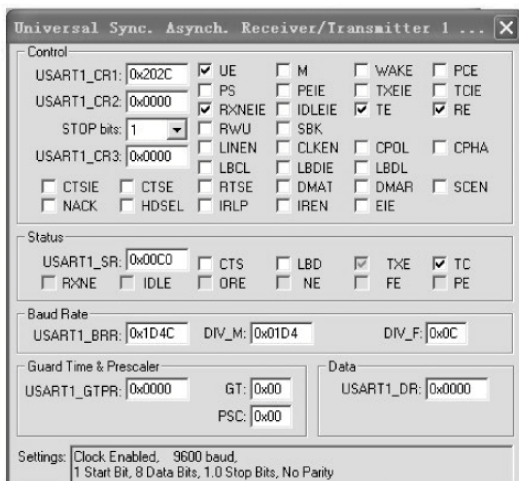 Universal Sync. Asynch. Receiver/Transmitter 1 ...
Control
USART1_CR1: 0x202C UE M WAKE PCE
PS PEIE TXEIE TCIE
USART1_CR2: 0x0000 RXNEIE IDLEIE TE RE
STOP bits: 1 RWU SBK
USART1_CR3: 0x0000 LINEN CLKEN CPOL CPHA
LBCL LBDIE LBDL
CTSIE CTSE RTSE DMAT DMAR SCEN
NACK HDSEL IRLP IREN EIE
Status
USART1_SR: 0x00C0 CTS LBD TXE TC
RXNE IDLE ORE NE FE PE
Baud Rate
USART1_BRR: 0x1D4C DIV_M: 0x01D4 DIV_F: 0x0C
Guard Time & Prescaler
USART1_GTPR: 0x0000 GT: 0x00
PSC: 0x00
Data
USART1_DR: 0x0000
Settings: Clock Enabled, 9600 baud,
1 Start Bit, 8 Data Bits, 1.0 Stop Bits, No Parity